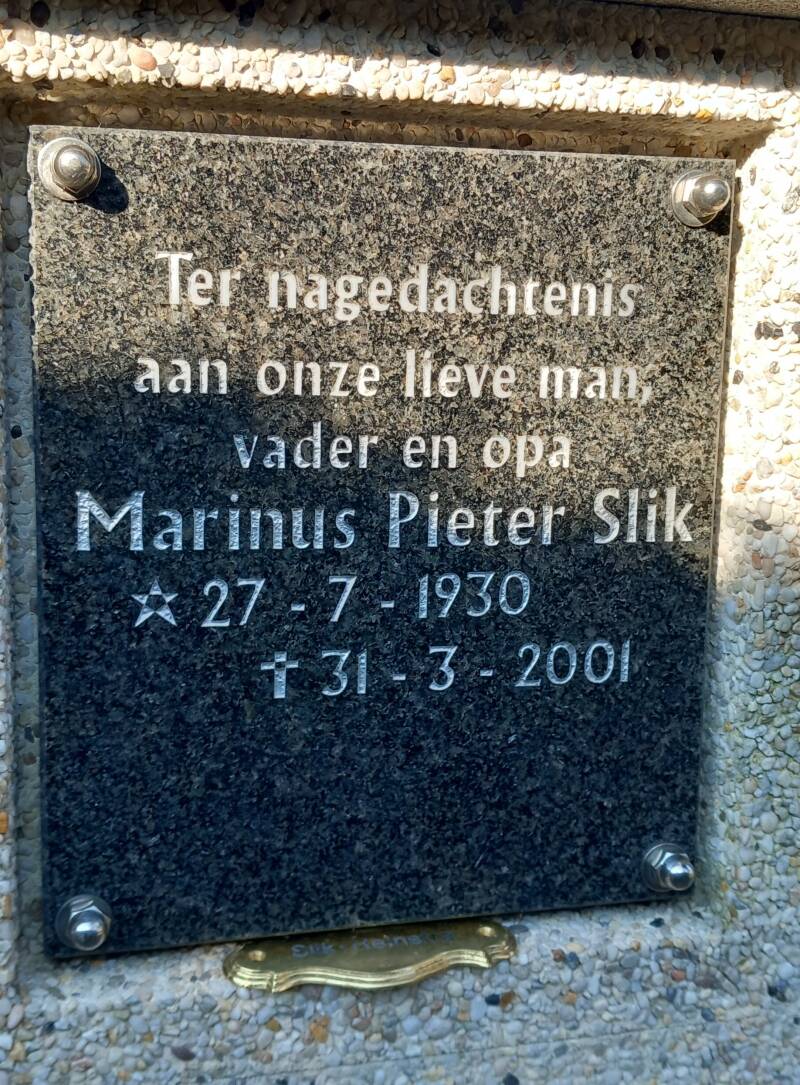 Ter nagedachtenis
aan onze lieve man,
vader en opa
Marinus Pieter Slik
☆ 27 - 7 - 1930
✝ 31 - 3 - 2001